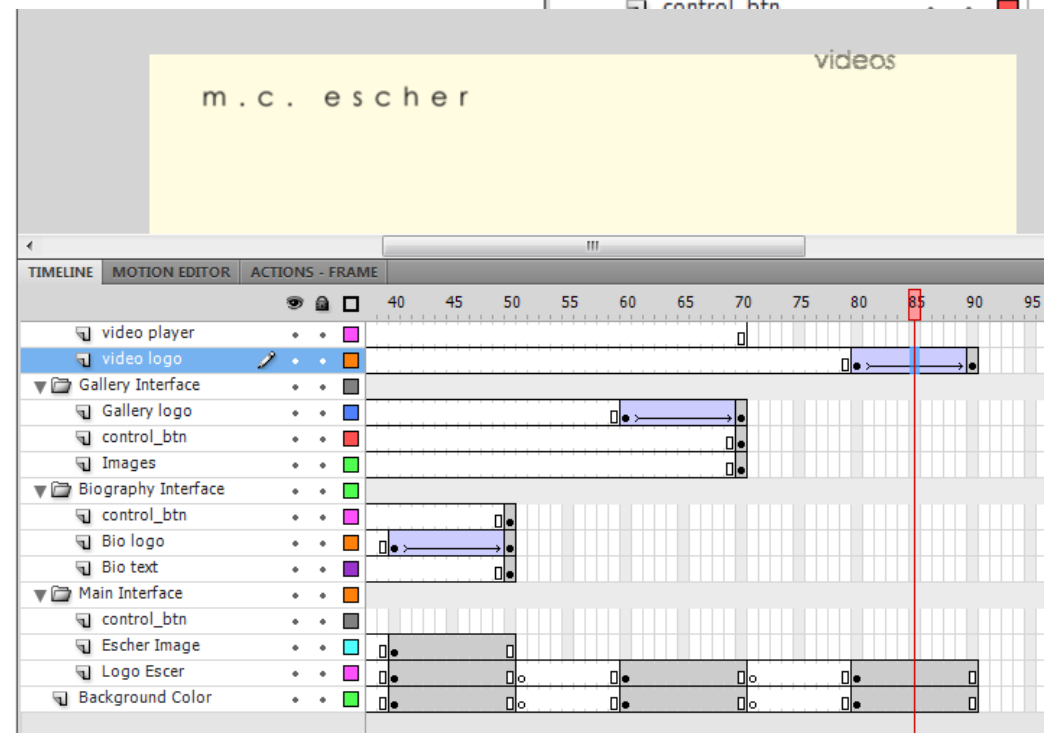 control_btn
videos
m.c. escher
TIMELINE MOTION EDITOR ACTIONS - FRAME
40 45 50 55 60 65 70 75 80 85 90 95
video player
video logo
Gallery Interface
Gallery logo
control_btn
Images
Biography Interface
control_btn
Bio logo
Bio text
Main Interface
control_btn
Escher Image
Logo Escer
Background Color